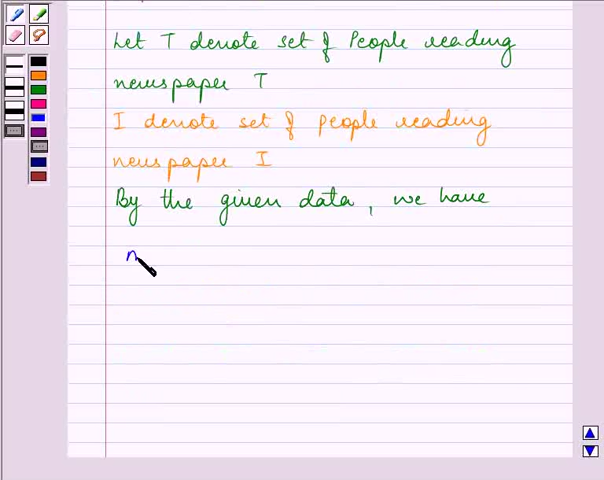 Let T denote set of People reading
newspaper T
I denote set of people reading
newspaper I
By the given data, we have
n